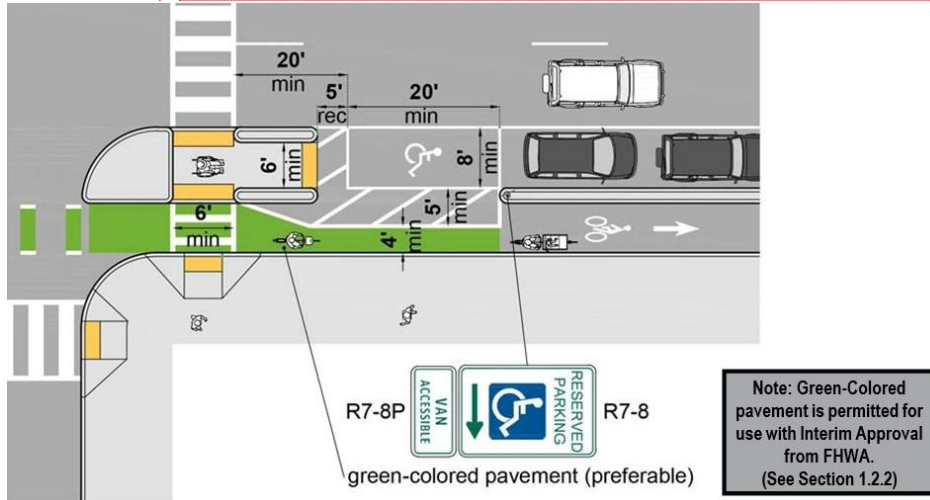 20'
min
5'
rec
20'
min
6'
min
8'
min
5'
min
6'
min
4'
min
R7-8P
VAN
ACCESSIBLE
RESERVED
PARKING
R7-8
green-colored pavement (preferable)
Note: Green-Colored
pavement is permitted for
use with Interim Approval
from FHWA.
(See Section 1.2.2)